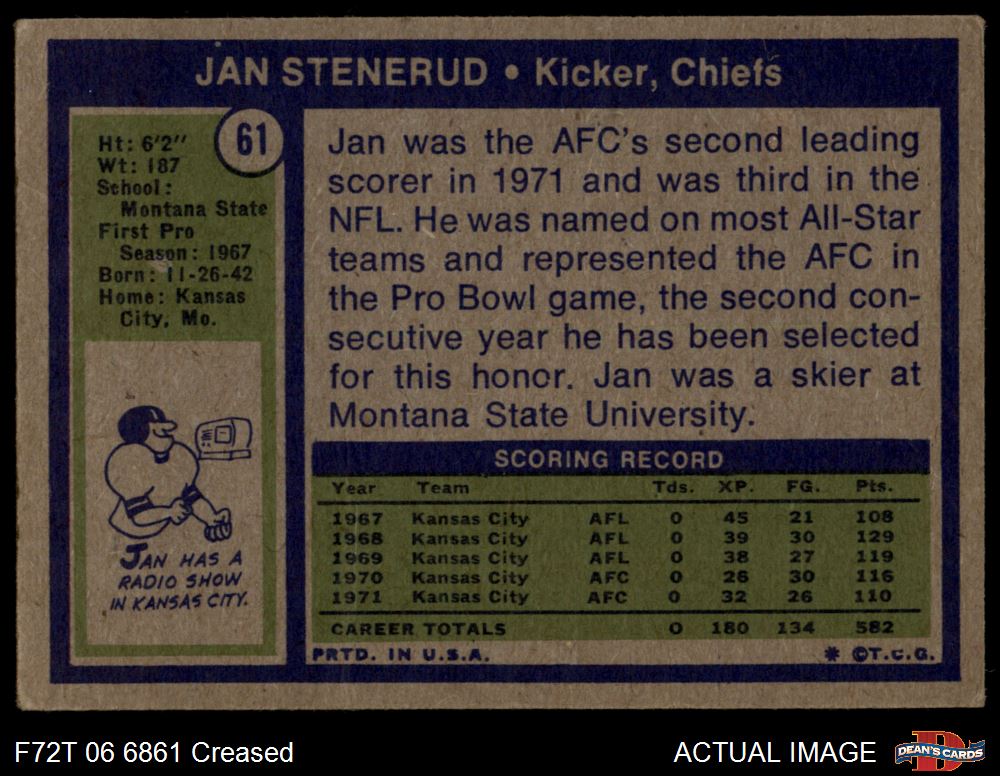 JAN STENERUD • Kicker, Chiefs
61
Ht: 6'2"
Wt: 187
School:
Montana State
First Pro
Season: 1967
Born: 11-26-42
Home: Kansas
City, Mo.
JAN HAS A
RADIO SHOW
IN KANSAS CITY.
Jan was the AFC's second leading
scorer in 1971 and was third in the
NFL. He was named on most All-Star
teams and represented the AFC in
the Pro Bowl game, the second con-
secutive year he has been selected
for this honor. Jan was a skier at
Montana State University.
SCORING RECORD
Year Team Tds. XP. FG. Pts.
1967 Kansas City AFL 0 45 21 108
1968 Kansas City AFL 0 39 30 129
1969 Kansas City AFL 0 38 27 119
1970 Kansas City AFC 0 26 30 116
1971 Kansas City AFC 0 32 26 110
CAREER TOTALS 0 180 134 582
PRTD. IN U.S.A. * ©T.C.G.
F72T 06 6861 Creased ACTUAL IMAGE
D
DEAN'S CARDS